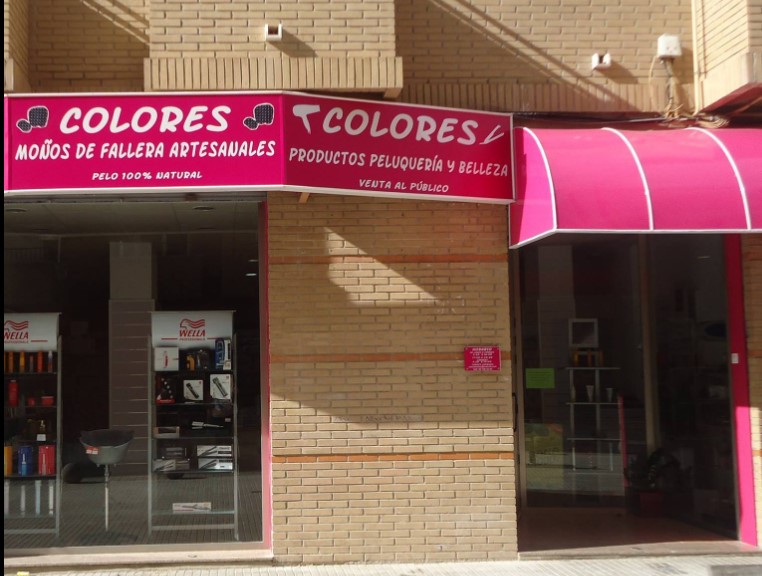 COLORES
MOÑOS DE FALLERA ARTESANALES
PELO 100% NATURAL
COLORES
PRODUCTOS PELUQUERÍA Y BELLEZA
VENTA AL PÚBLICO
WELLA
WELLA